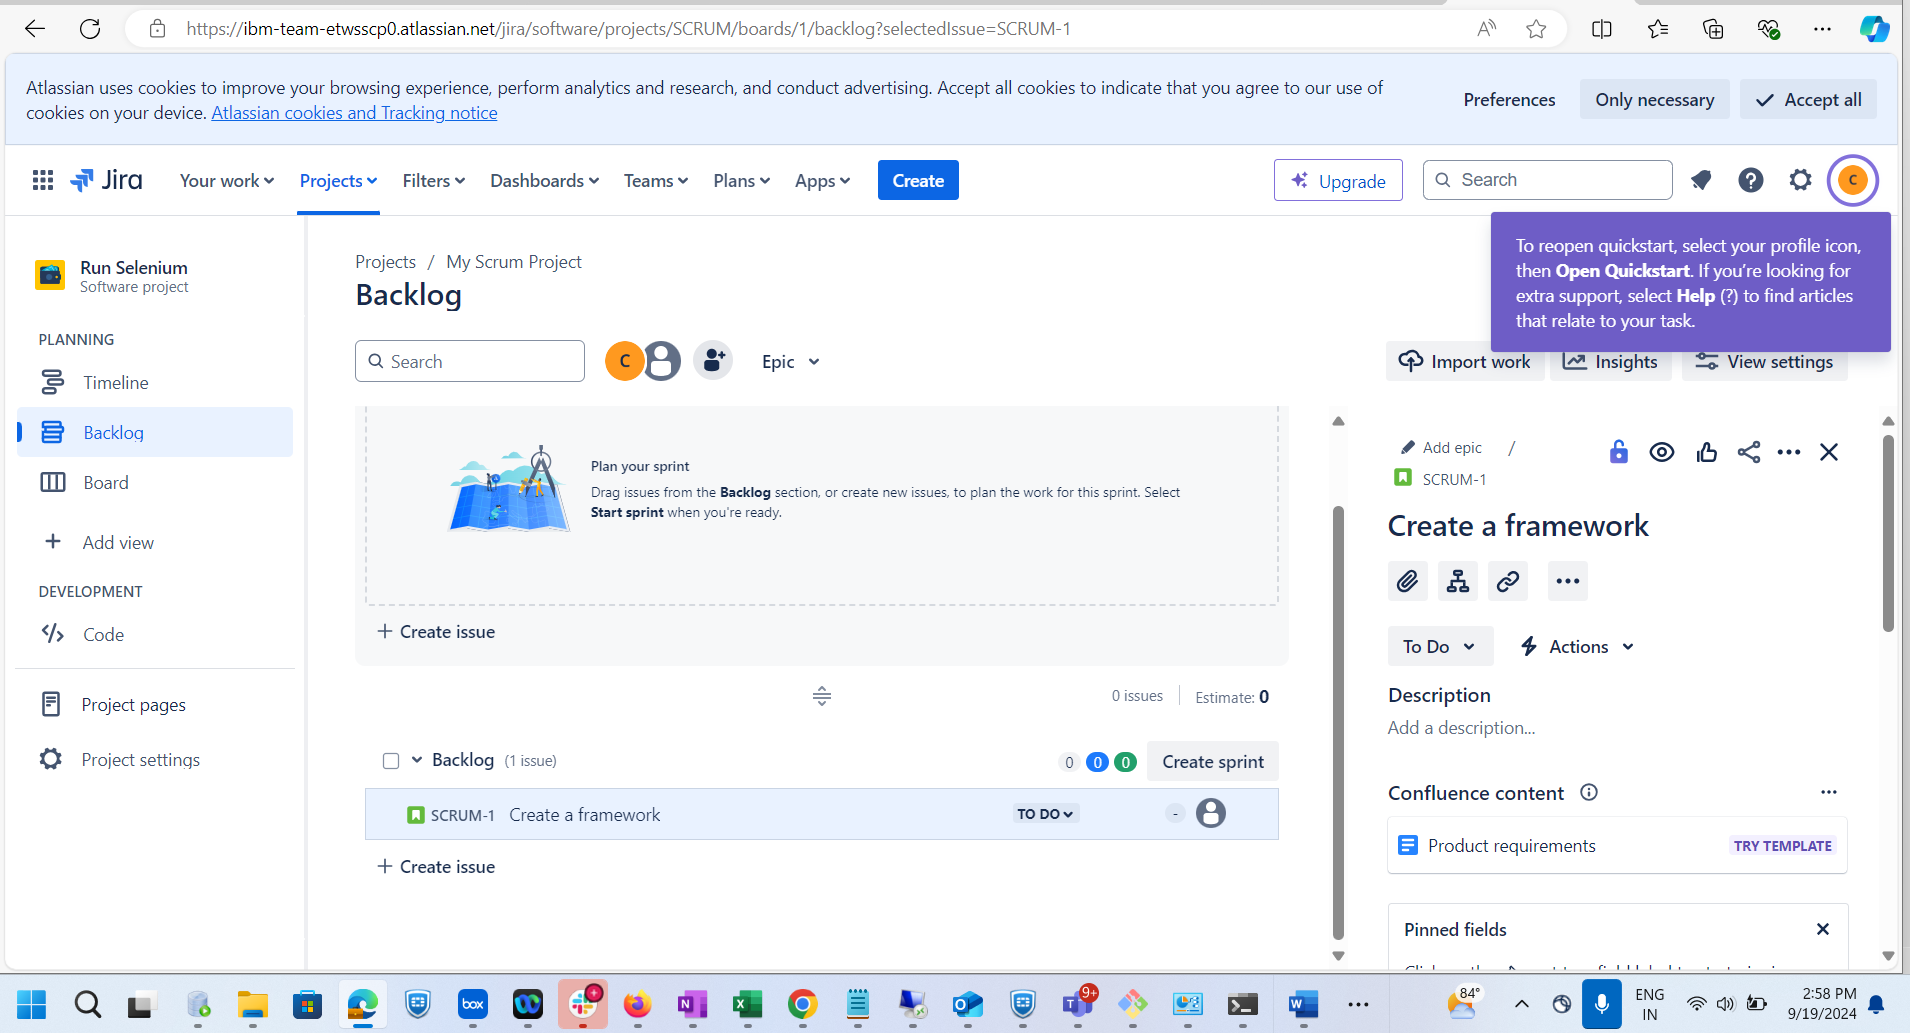 https://ibm-team-etwsscp0.atlassian.net/jira/software/projects/SCRUM/boards/1/backlog?selectedIssue=SCRUM-1
Atlassian uses cookies to improve your browsing experience, perform analytics and research, and conduct advertising. Accept all cookies to indicate that you agree to our use of
cookies on your device. Atlassian cookies and Tracking notice
Preferences
Only necessary
Accept all
Jira
Your work
Projects
Filters
Dashboards
Teams
Plans
Apps
Create
Upgrade
Search
C
To reopen quickstart, select your profile icon,
then Open Quickstart. If you're looking for
extra support, select Help (?) to find articles
that relate to your task.
Run Selenium
Software project
PLANNING
Timeline
Backlog
Board
Add view
DEVELOPMENT
Code
Project pages
Project settings
Projects / My Scrum Project
Backlog
Search
C
Epic
Import work
Insights
View settings
Plan your sprint
Drag issues from the Backlog section, or create new issues, to plan the work for this sprint. Select
Start sprint when you're ready.
+ Create issue
0 issues
Estimate: 0
Backlog (1 issue)
0 0 0
Create sprint
SCRUM-1 Create a framework
TO DO
-
+ Create issue
Add epic /
SCRUM-1
Create a framework
To Do
Actions
Description
Add a description...
Confluence content
Product requirements
TRY TEMPLATE
Pinned fields
box
9+
84°
ENG
IN
2:58 PM
9/19/2024